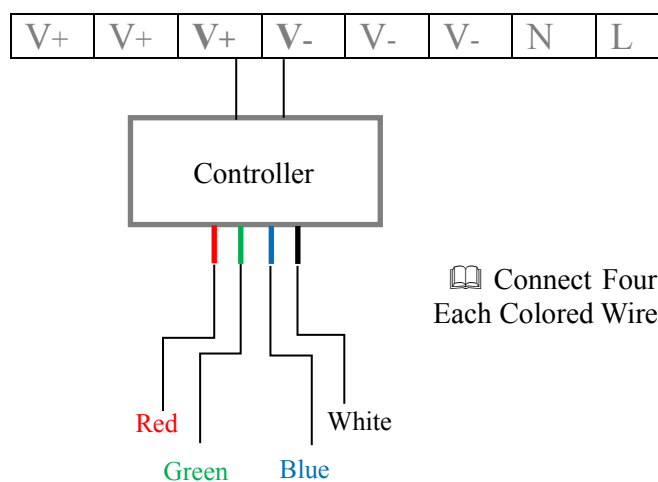 V+ V+ V+ V- V- V- N L
Controller
🕮 Connect Four
Each Colored Wire
Red
White
Green
Blue